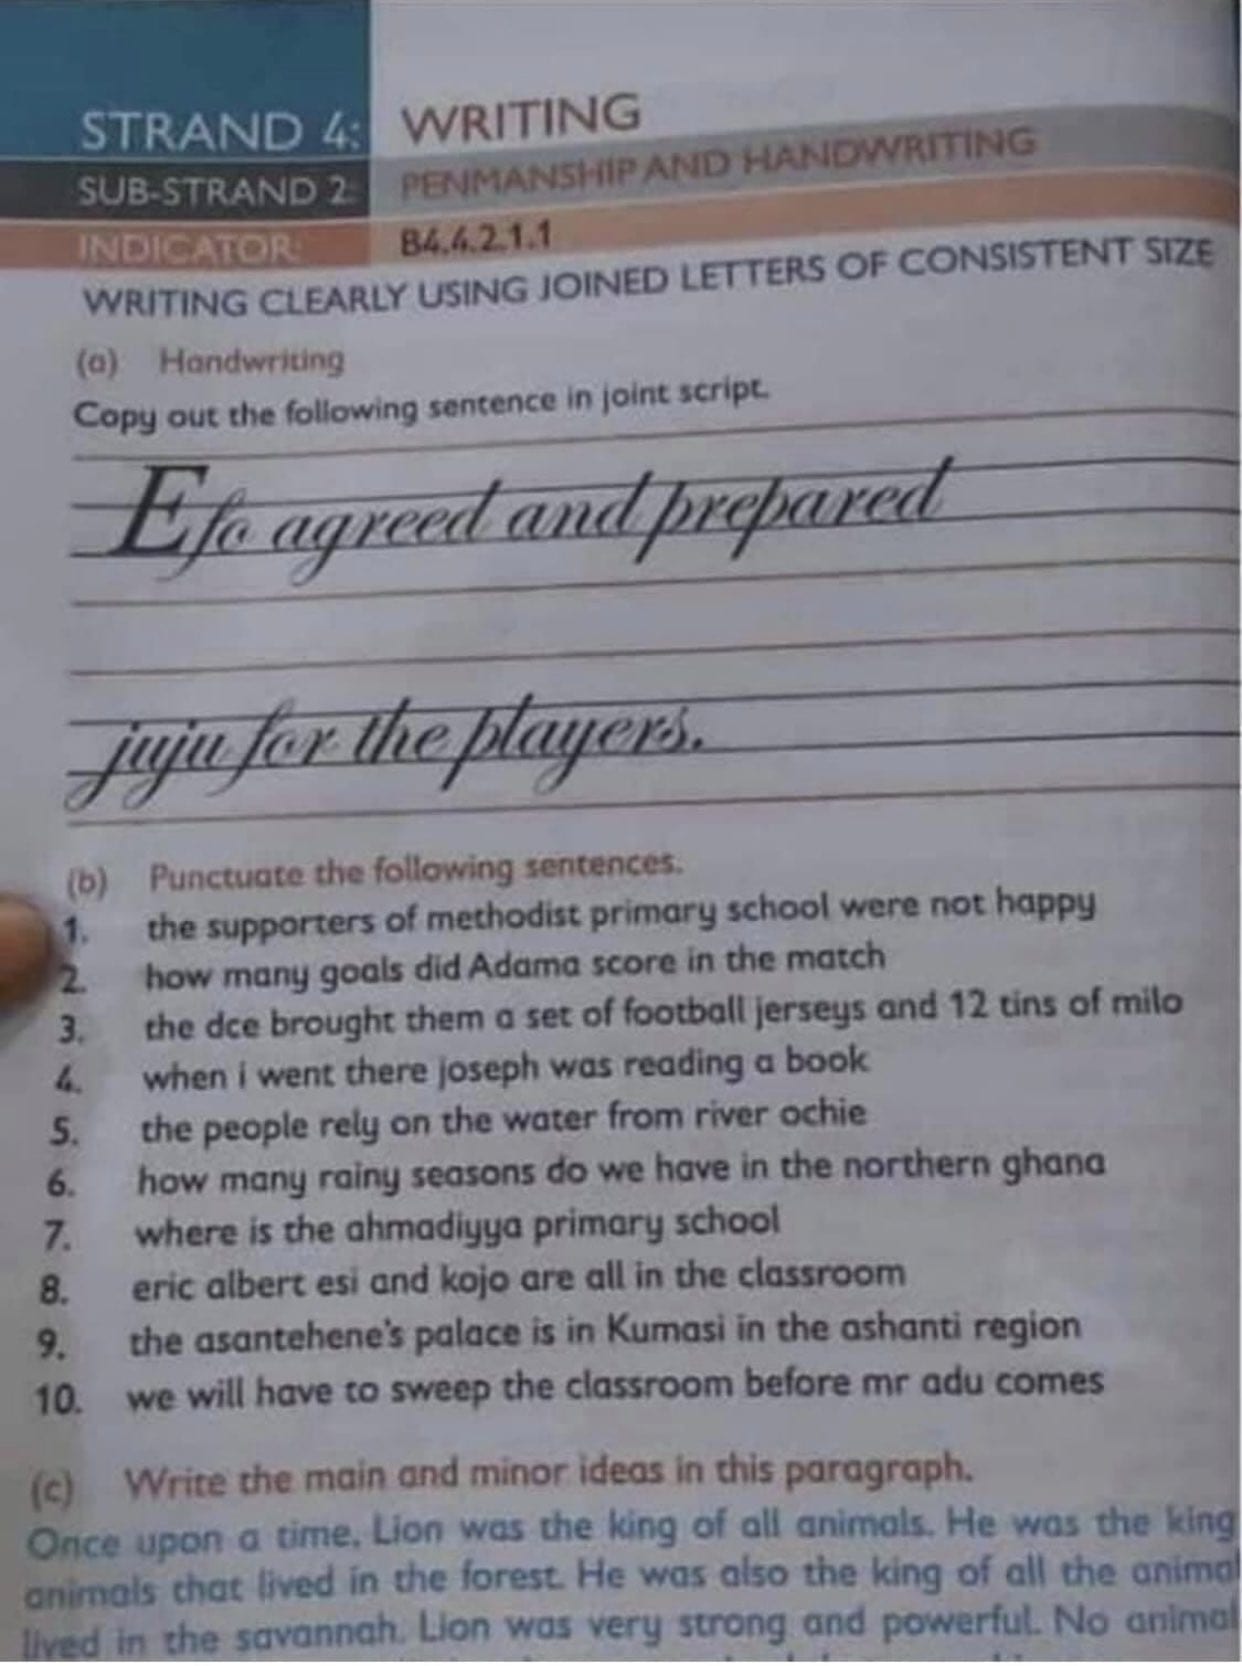 STRAND 4: WRITING
SUB-STRAND 2: PENMANSHIP AND HANDWRITING
INDICATOR: B4.4.2.1.1
WRITING CLEARLY USING JOINED LETTERS OF CONSISTENT SIZE
(a) Handwriting
Copy out the following sentence in joint script.
Efo agreed and prepared
juju for the players.
(b) Punctuate the following sentences.
1. the supporters of methodist primary school were not happy
2. how many goals did Adama score in the match
3. the dce brought them a set of football jerseys and 12 tins of milo
4. when i went there joseph was reading a book
5. the people rely on the water from river ochie
6. how many rainy seasons do we have in the northern ghana
7. where is the ahmadiyya primary school
8. eric albert esi and kojo are all in the classroom
9. the asantehene's palace is in Kumasi in the ashanti region
10. we will have to sweep the classroom before mr adu comes
(c) Write the main and minor ideas in this paragraph.
Once upon a time, Lion was the king of all animals. He was the king
animals that lived in the forest. He was also the king of all the
lived in the savannah. Lion was very strong and powerful. No animal